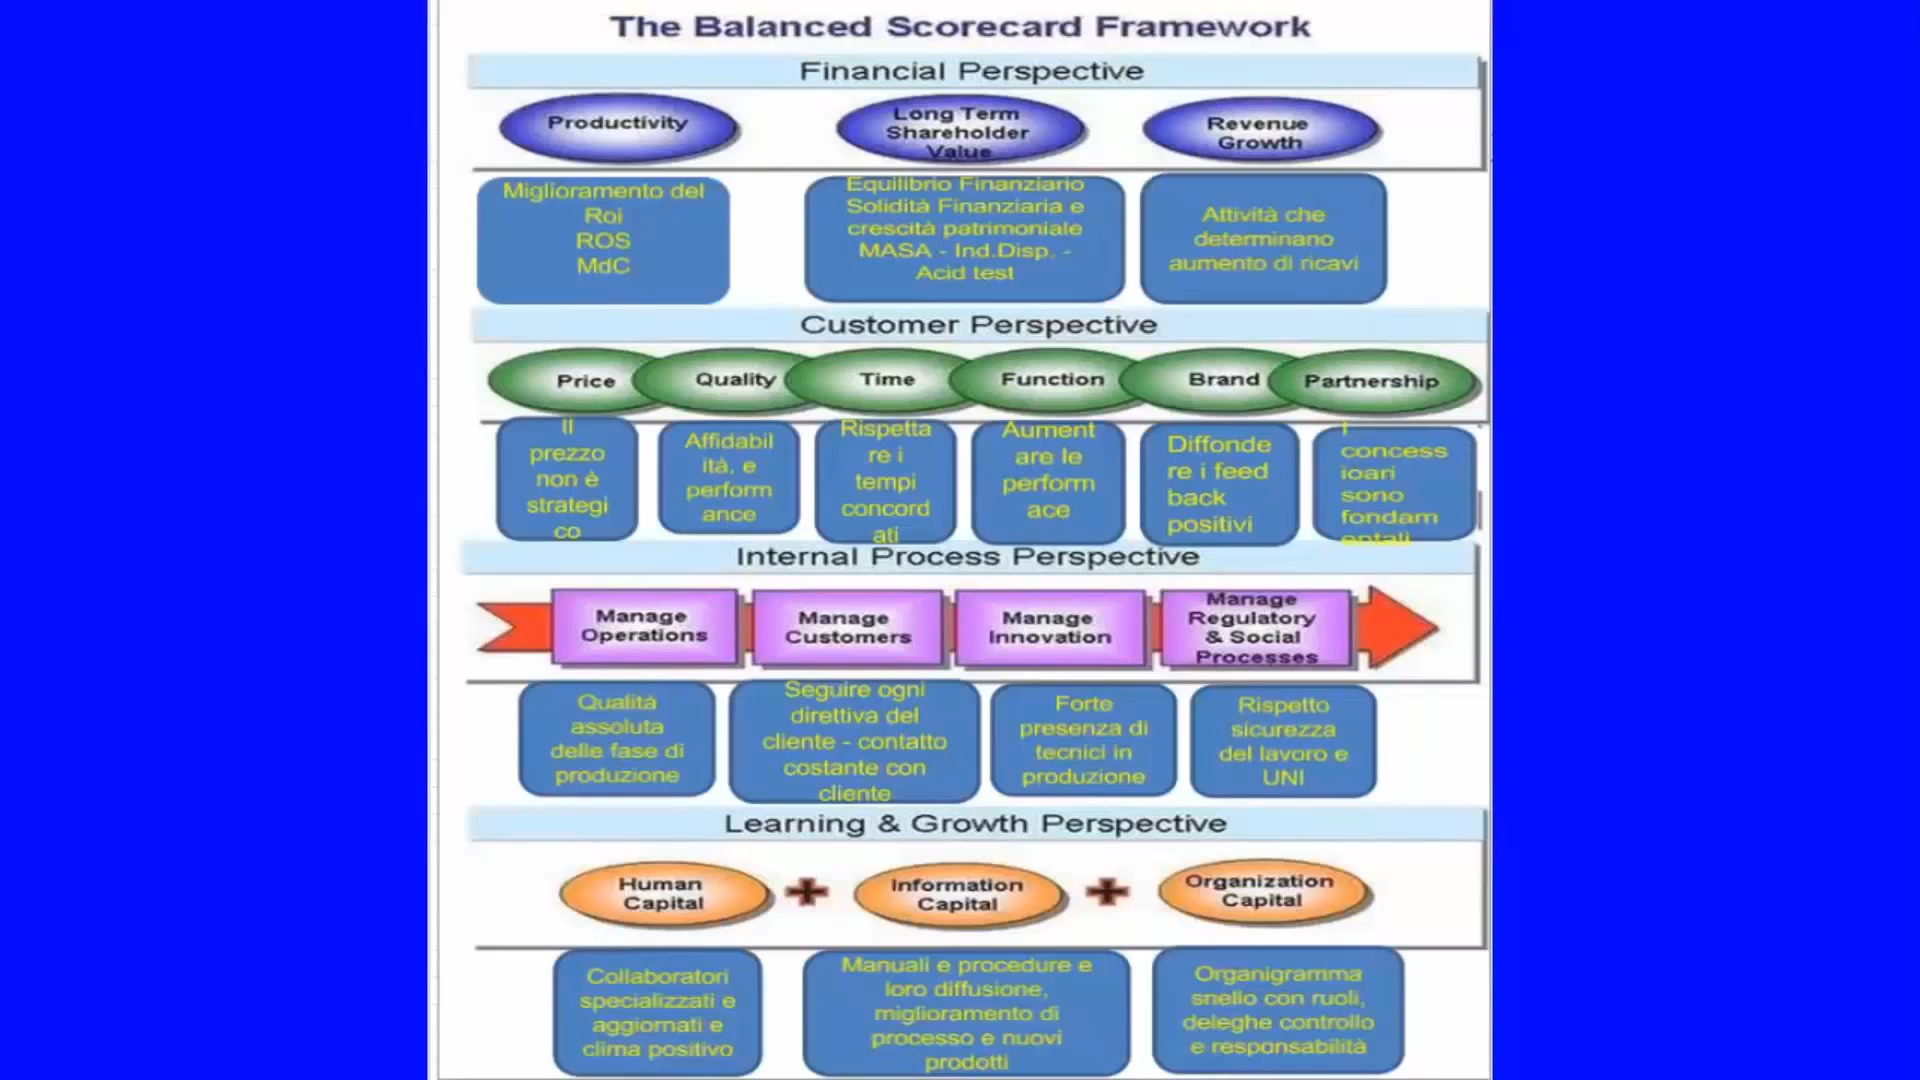 The Balanced Scorecard Framework
Financial Perspective
Productivity
Long Term
Shareholder
Value
Revenue
Growth
Miglioramento del
Roi
ROS
MdC
Equilibrio Finanziario
Solidità Finanziaria e
crescità patrimoniale
MASA - Ind.Disp. -
Acid test
Attività che
determinano
aumento di ricavi
Customer Perspective
Price
Quality
Time
Function
Brand
Partnership
Il
prezzo
non è
strategi
co
Affidabil
ità, e
perform
ance
Rispetta
re i
tempi
concord
ati
Aument
are le
perform
ace
Diffonde
re i feed
back
positivi
I
concess
ioari
sono
fondam
entali
Internal Process Perspective
Manage
Operations
Manage
Customers
Manage
Innovation
Manage
Regulatory
& Social
Processes
Qualità
assoluta
delle fase di
produzione
Seguire ogni
direttiva del
cliente - contatto
costante con
cliente
Forte
presenza di
tecnici in
produzione
Rispetto
sicurezza
del lavoro e
UNI
Learning & Growth Perspective
Human
Capital
Information
Capital
Organization
Capital
Collaboratori
specializzati e
aggiornati e
clima positivo
Manuali e procedure e
loro diffusione,
miglioramento di
processo e nuovi
prodotti
Organigramma
snello con ruoli,
deleghe controllo
e responsabilità